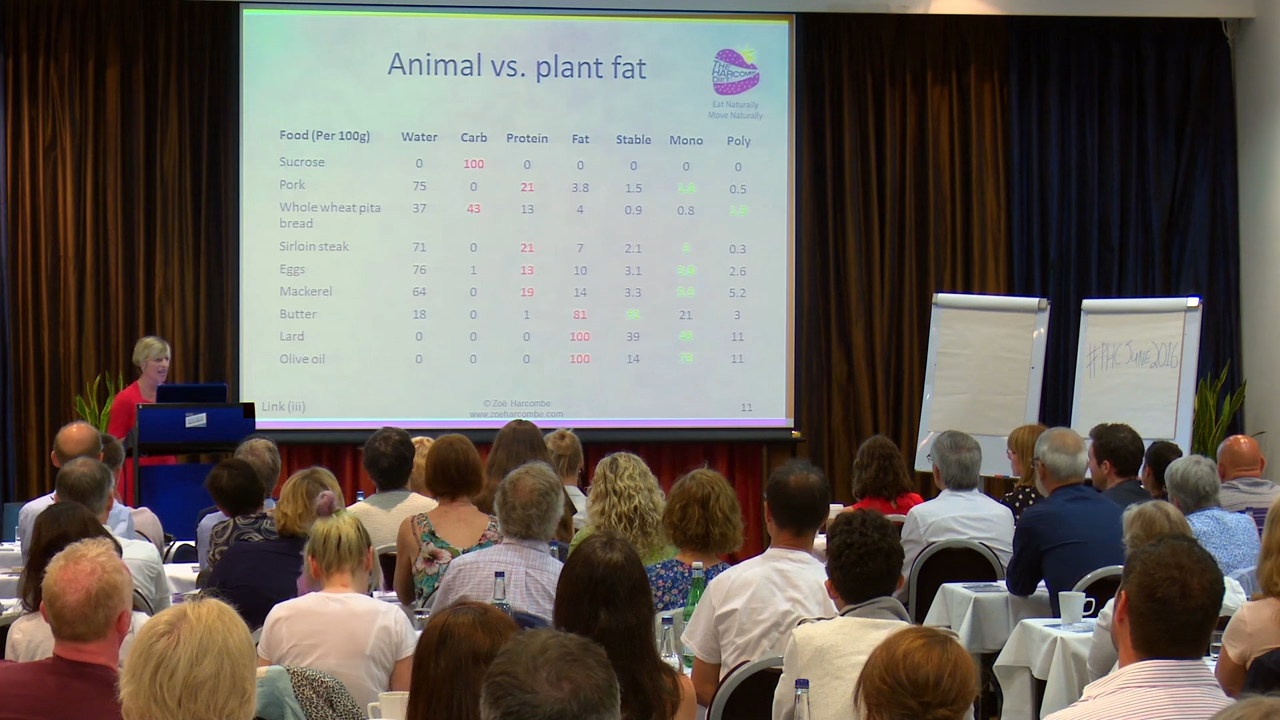 Animal vs. plant fat
THE
HARCOMBE
DIET
Eat Naturally
Move Naturally
Food (Per 100g) Water Carb Protein Fat Stable Mono Poly
Sucrose 0 100 0 0 0 0 0
Pork 75 0 21 3.8 1.5 0.5
Whole wheat pita 37 43 13 4 0.9 0.8
bread
Sirloin steak 71 0 21 7 2.1 0.3
Eggs 76 1 13 10 3.1 2.6
Mackerel 64 0 19 14 3.3 5.2
Butter 18 0 1 81 21 3
Lard 0 0 0 100 39 11
Olive oil 0 0 0 100 14 11
Link (iii)
© Zoë Harcombe
www.zoeharcombe.com
11
#PHCJUNE2016